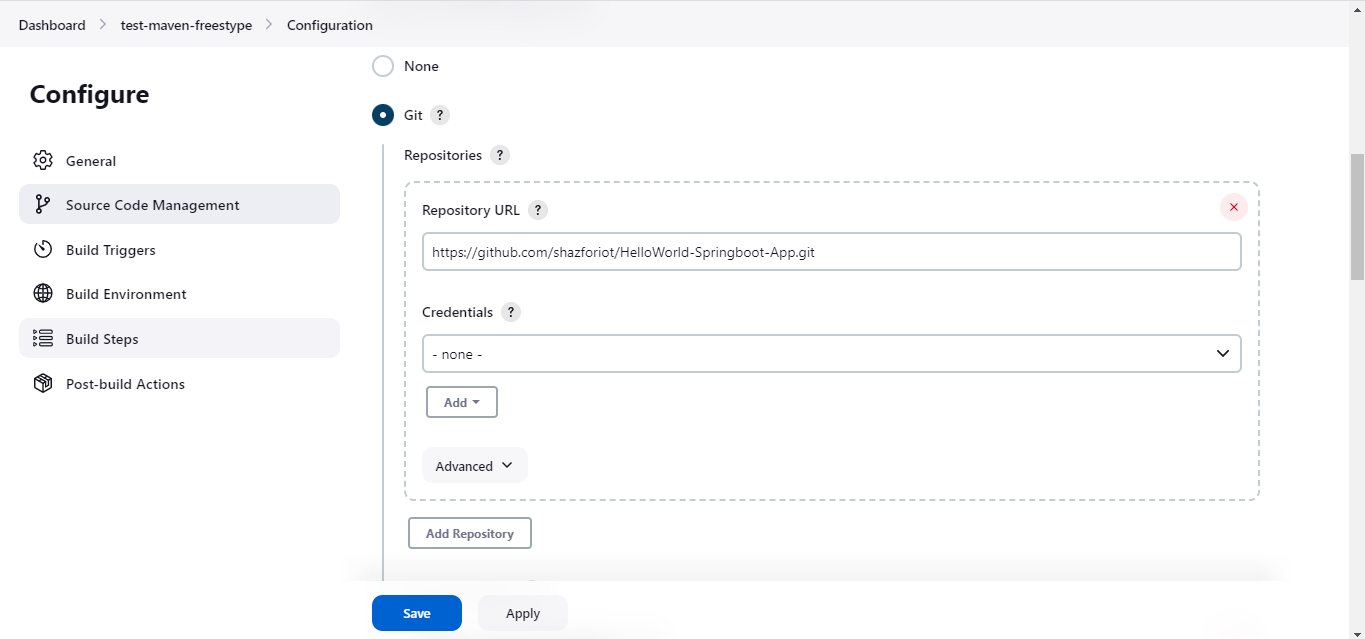 Dashboard > test-maven-freestype > Configuration
Configure
General
Source Code Management
Build Triggers
Build Environment
Build Steps
Post-build Actions
None
Git ?
Repositories ?
Repository URL ?
https://github.com/shazforiot/HelloWorld-Springboot-App.git
Credentials ?
- none -
Add
Advanced
Add Repository
Save Apply